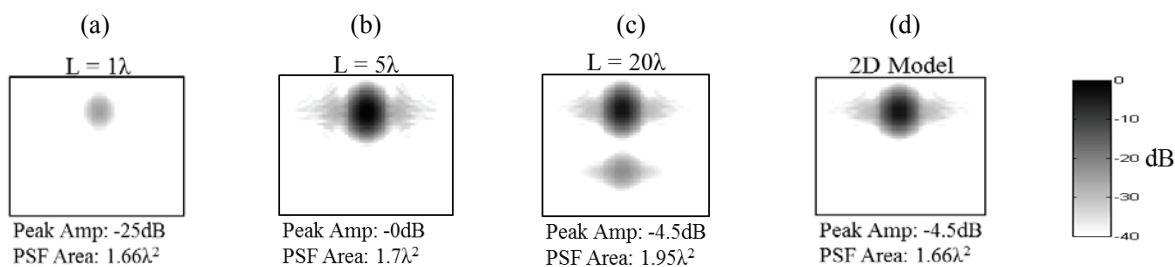 (a)
(b)
(c)
(d)
L = 1λ
L = 5λ
L = 20λ
2D Model
Peak Amp: -25dB
PSF Area: 1.66λ²
Peak Amp: -0dB
PSF Area: 1.7λ²
Peak Amp: -4.5dB
PSF Area: 1.95λ²
Peak Amp: -4.5dB
PSF Area: 1.66λ²
0
-10
-20
-30
-40
dB